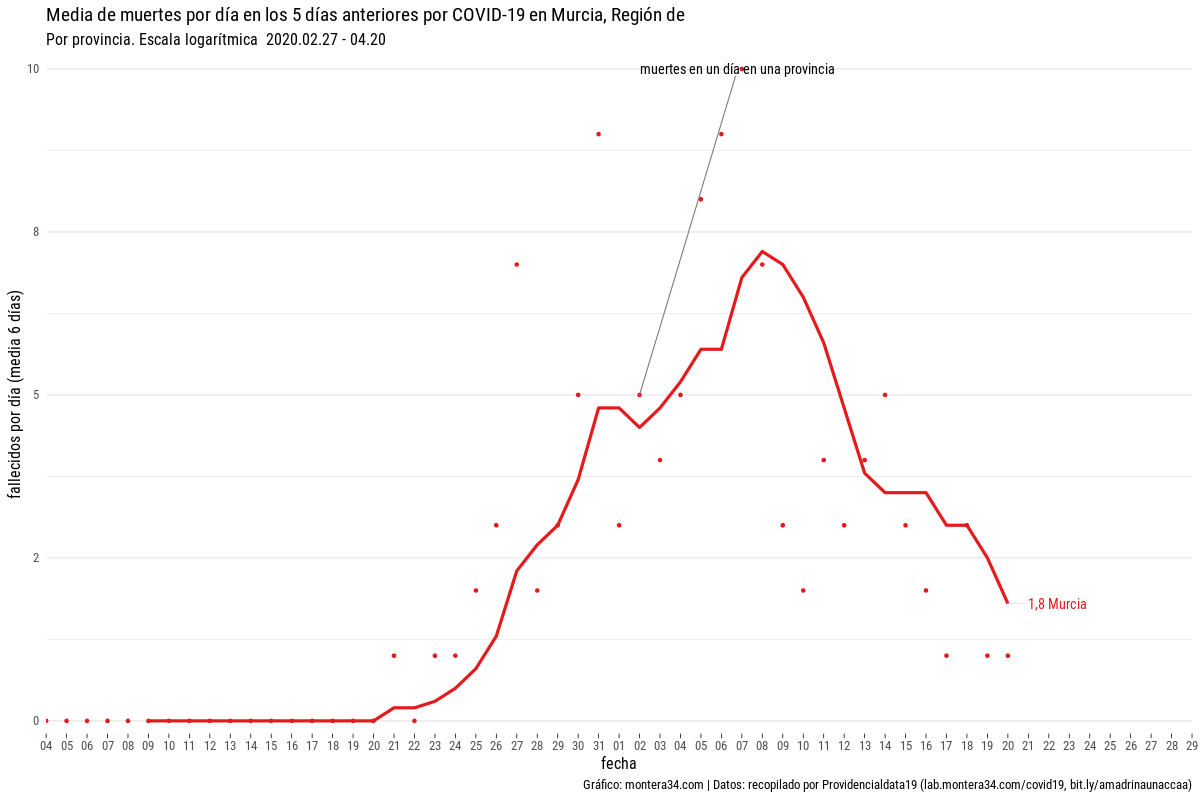 Media de muertes por día en los 5 días anteriores por COVID-19 en Murcia, Región de
Por provincia. Escala logarítmica 2020.02.27 - 04.20
10
muertes en un día en una provincia
8
5
2
0
fallecidos por día (media 6 días)
1,8 Murcia
04 05 06 07 08 09 10 11 12 13 14 15 16 17 18 19 20 21 22 23 24 25 26 27 28 29 30 31 01 02 03 04 05 06 07 08 09 10 11 12 13 14 15 16 17 18 19 20 21 22 23 24 25 26 27 28 29
fecha
Gráfico: montera34.com | Datos: recopilado por Providencialdata19 (lab.montera34.com/covid19, bit.ly/amadrinaunaccaa)